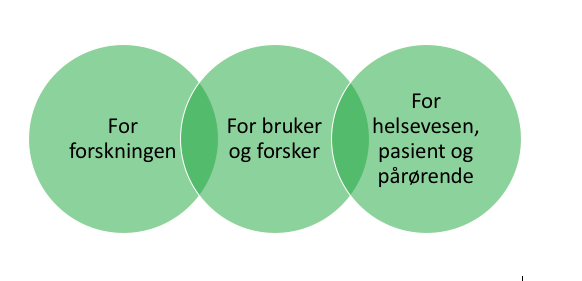 For
forskningen
For bruker
og forsker
For
helsevesen,
pasient og
pårørende